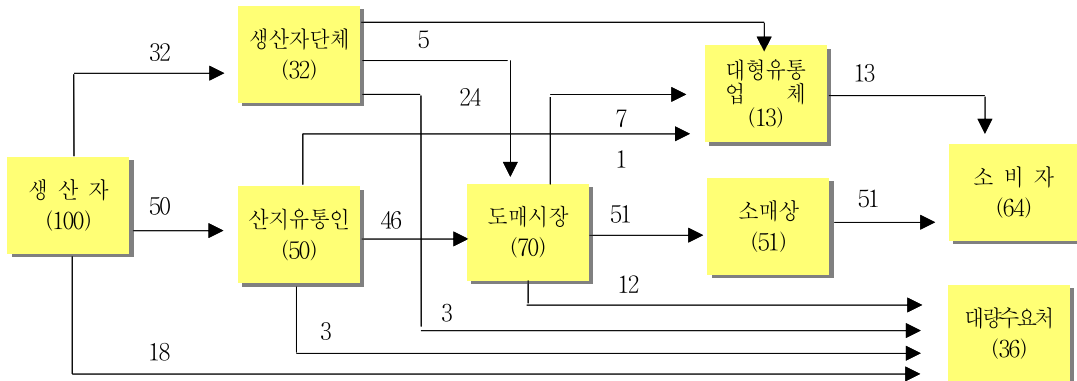 생산자단체
(32)
32
5
24
대형유통
업 체
(13)
13
7
1
생 산 자
(100)
50
산지유통인
(50)
46
도매시장
(70)
51
소매상
(51)
51
소 비 자
(64)
12
3
3
18
대량수요처
(36)